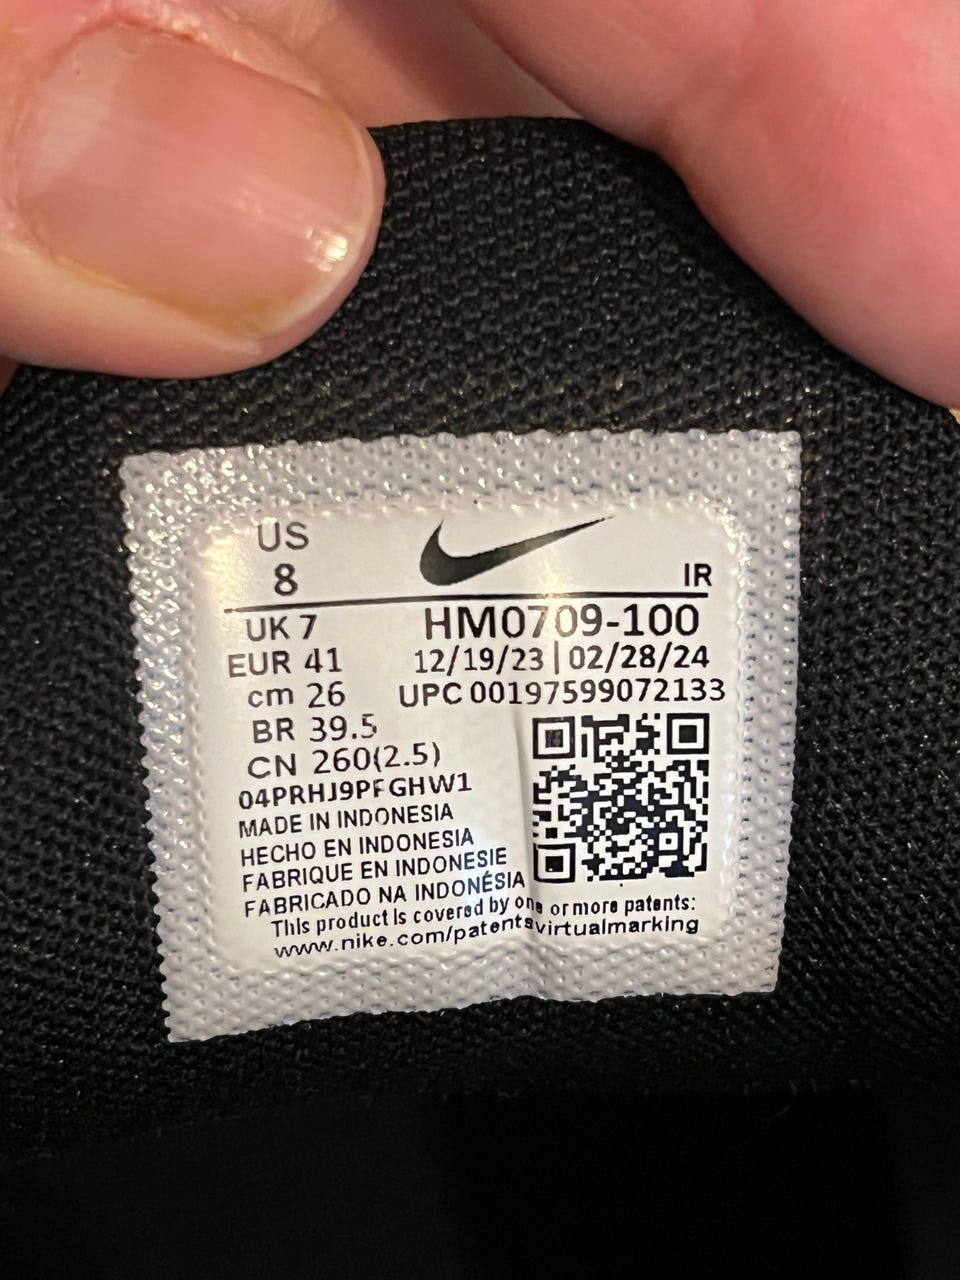 US
8
IR
UK 7
HM0709-100
EUR 41
12/19/23 | 02/28/24
cm 26
UPC 00197599072133
BR 39.5
CN 260(2.5)
04PRHJ9PFGHW1
MADE IN INDONESIA
HECHO EN INDONESIA
FABRIQUE EN INDONESIE
FABRICADO NA INDONÉSIA
This product is covered by one or more patents:
www.nike.com/patentsvirtualmarking